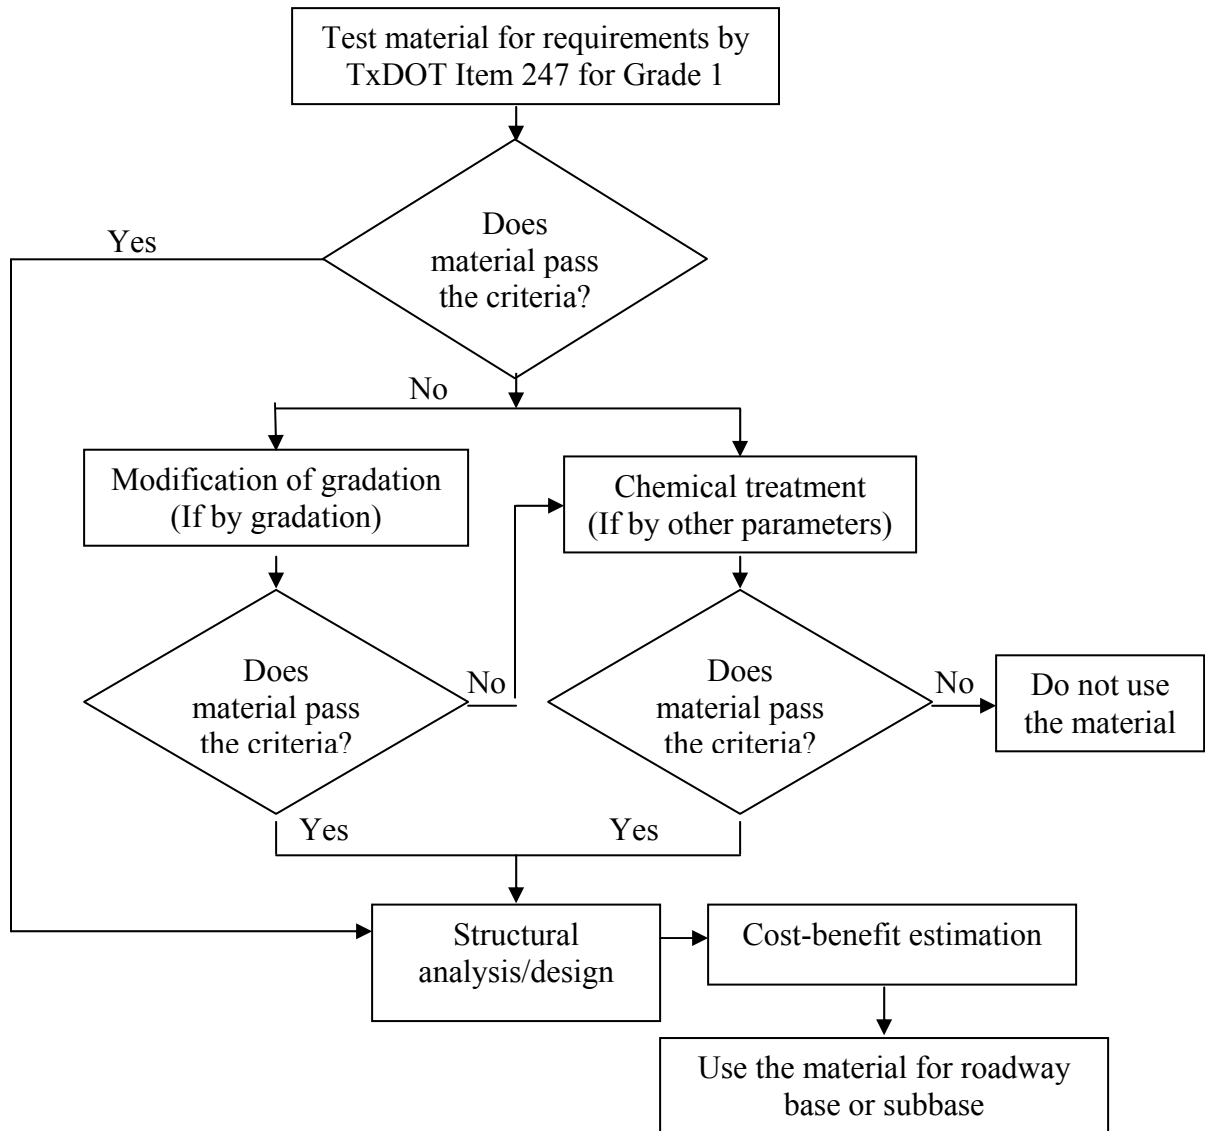 Test material for requirements by
TxDOT Item 247 for Grade 1
Does
material pass
the criteria?
Yes
No
Modification of gradation
(If by gradation)
Chemical treatment
(If by other parameters)
Does
material pass
the criteria?
No
Does
material pass
the criteria?
No
Do not use
the material
Yes
Yes
Structural
analysis/design
Cost-benefit estimation
Use the material for roadway
base or subbase